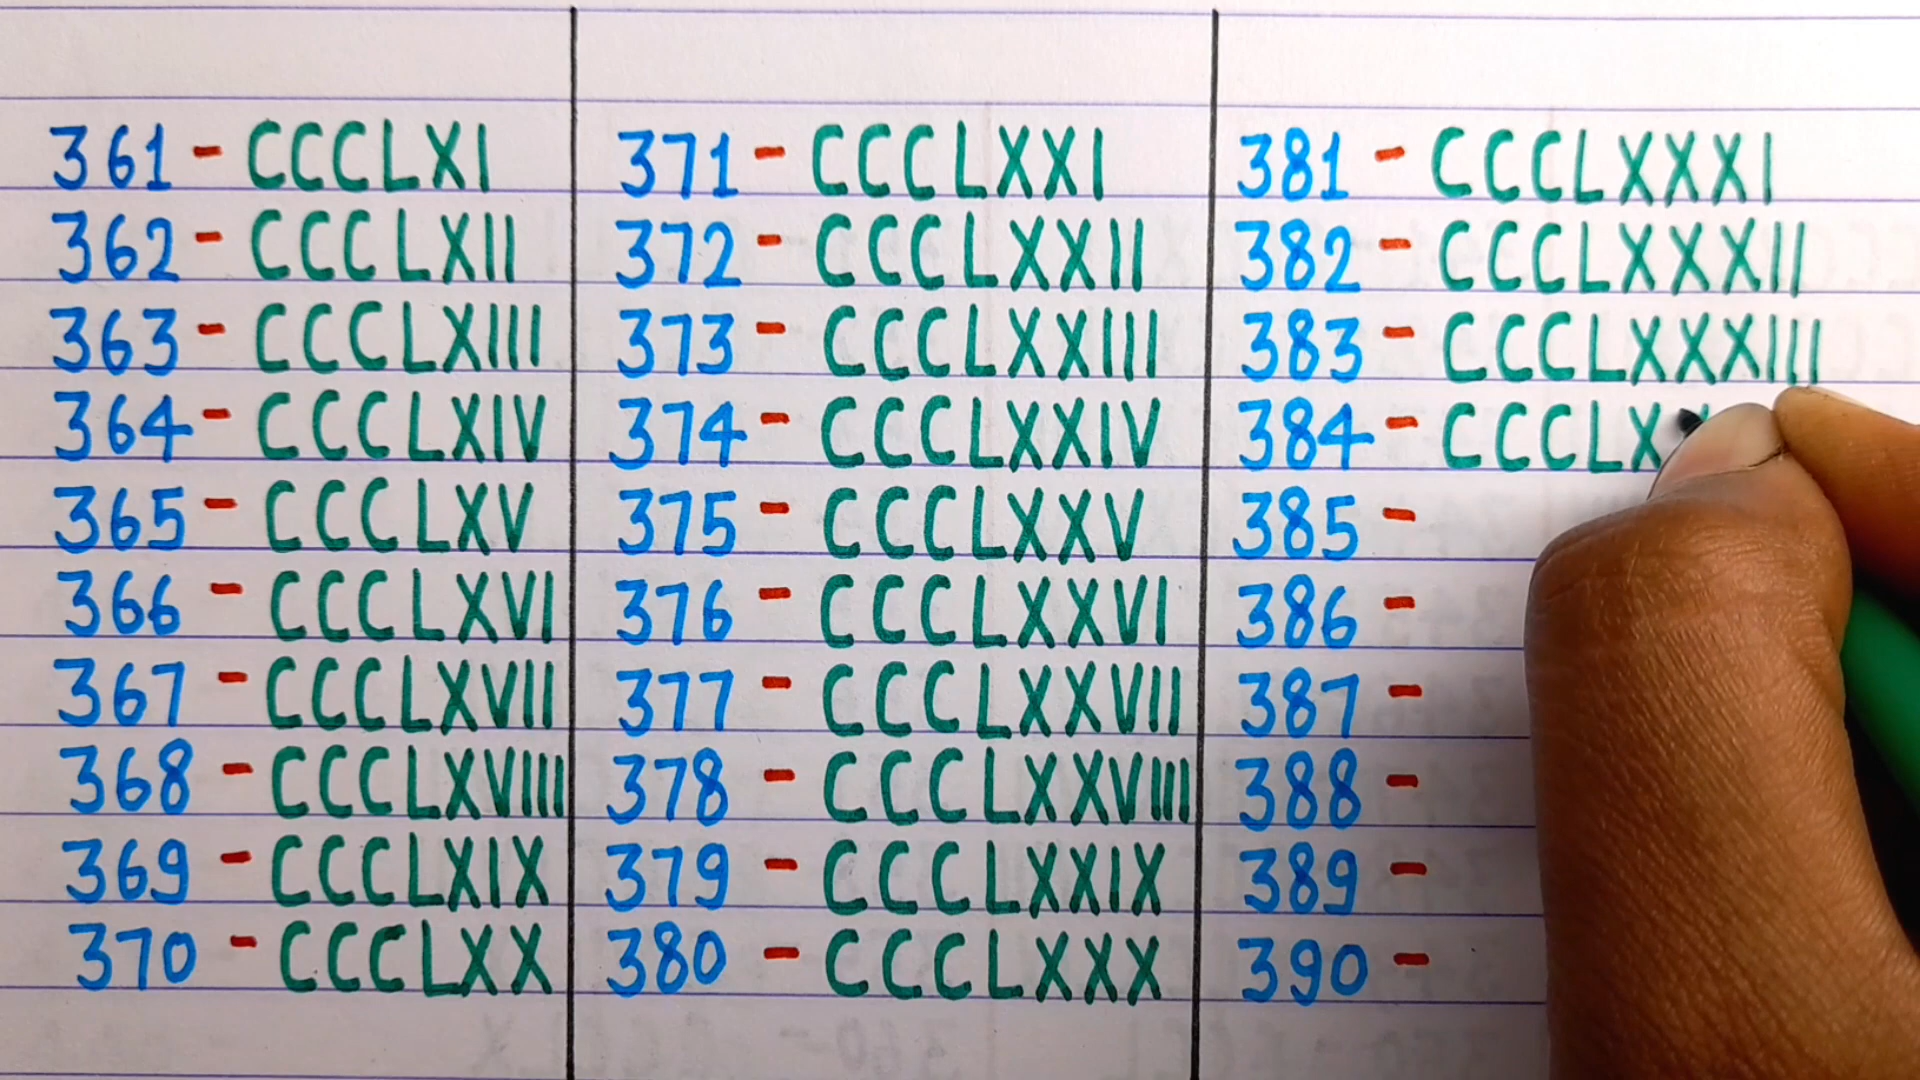 361 - CCCLXI
362 - CCCLXII
363 - CCCLXIII
364 - CCCLXIV
365 - CCCLXV
366 - CCCLXVI
367 - CCCLXVII
368 - CCCLXVIIII
369 - CCCLXIX
370 - CCCLXX
371 - CCCLXXI
372 - CCCLXXII
373 - CCCLXXIII
374 - CCCLXXIV
375 - CCCLXXV
376 - CCCLXXVI
377 - CCCLXXVII
378 - CCCLXXVIII
379 - CCCLXXIX
380 - CCCLXXX
381 - CCCLXXXI
382 - CCCLXXXII
383 - CCCLXXXIII
384 - CCCLXX
385 -
386 -
387 -
388 -
389 -
390 -